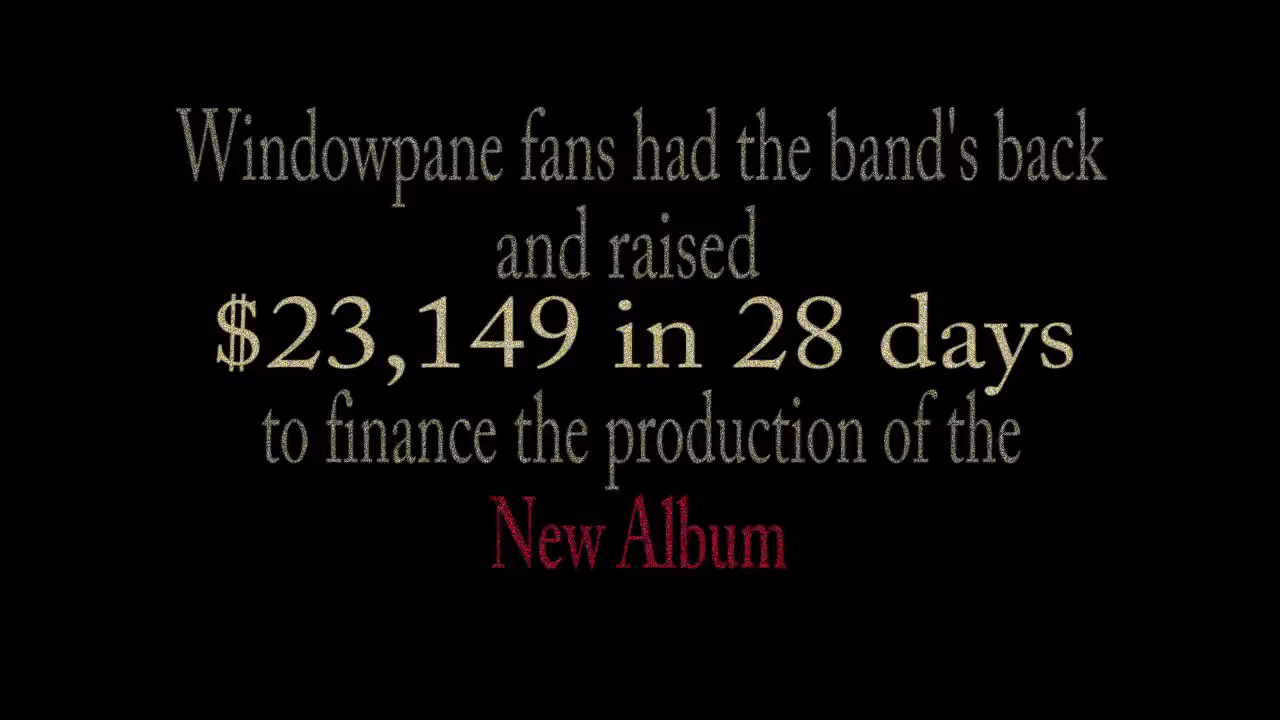 Windowpane fans had the band's back
and raised
$23,149 in 28 days
to finance the production of the
New Album